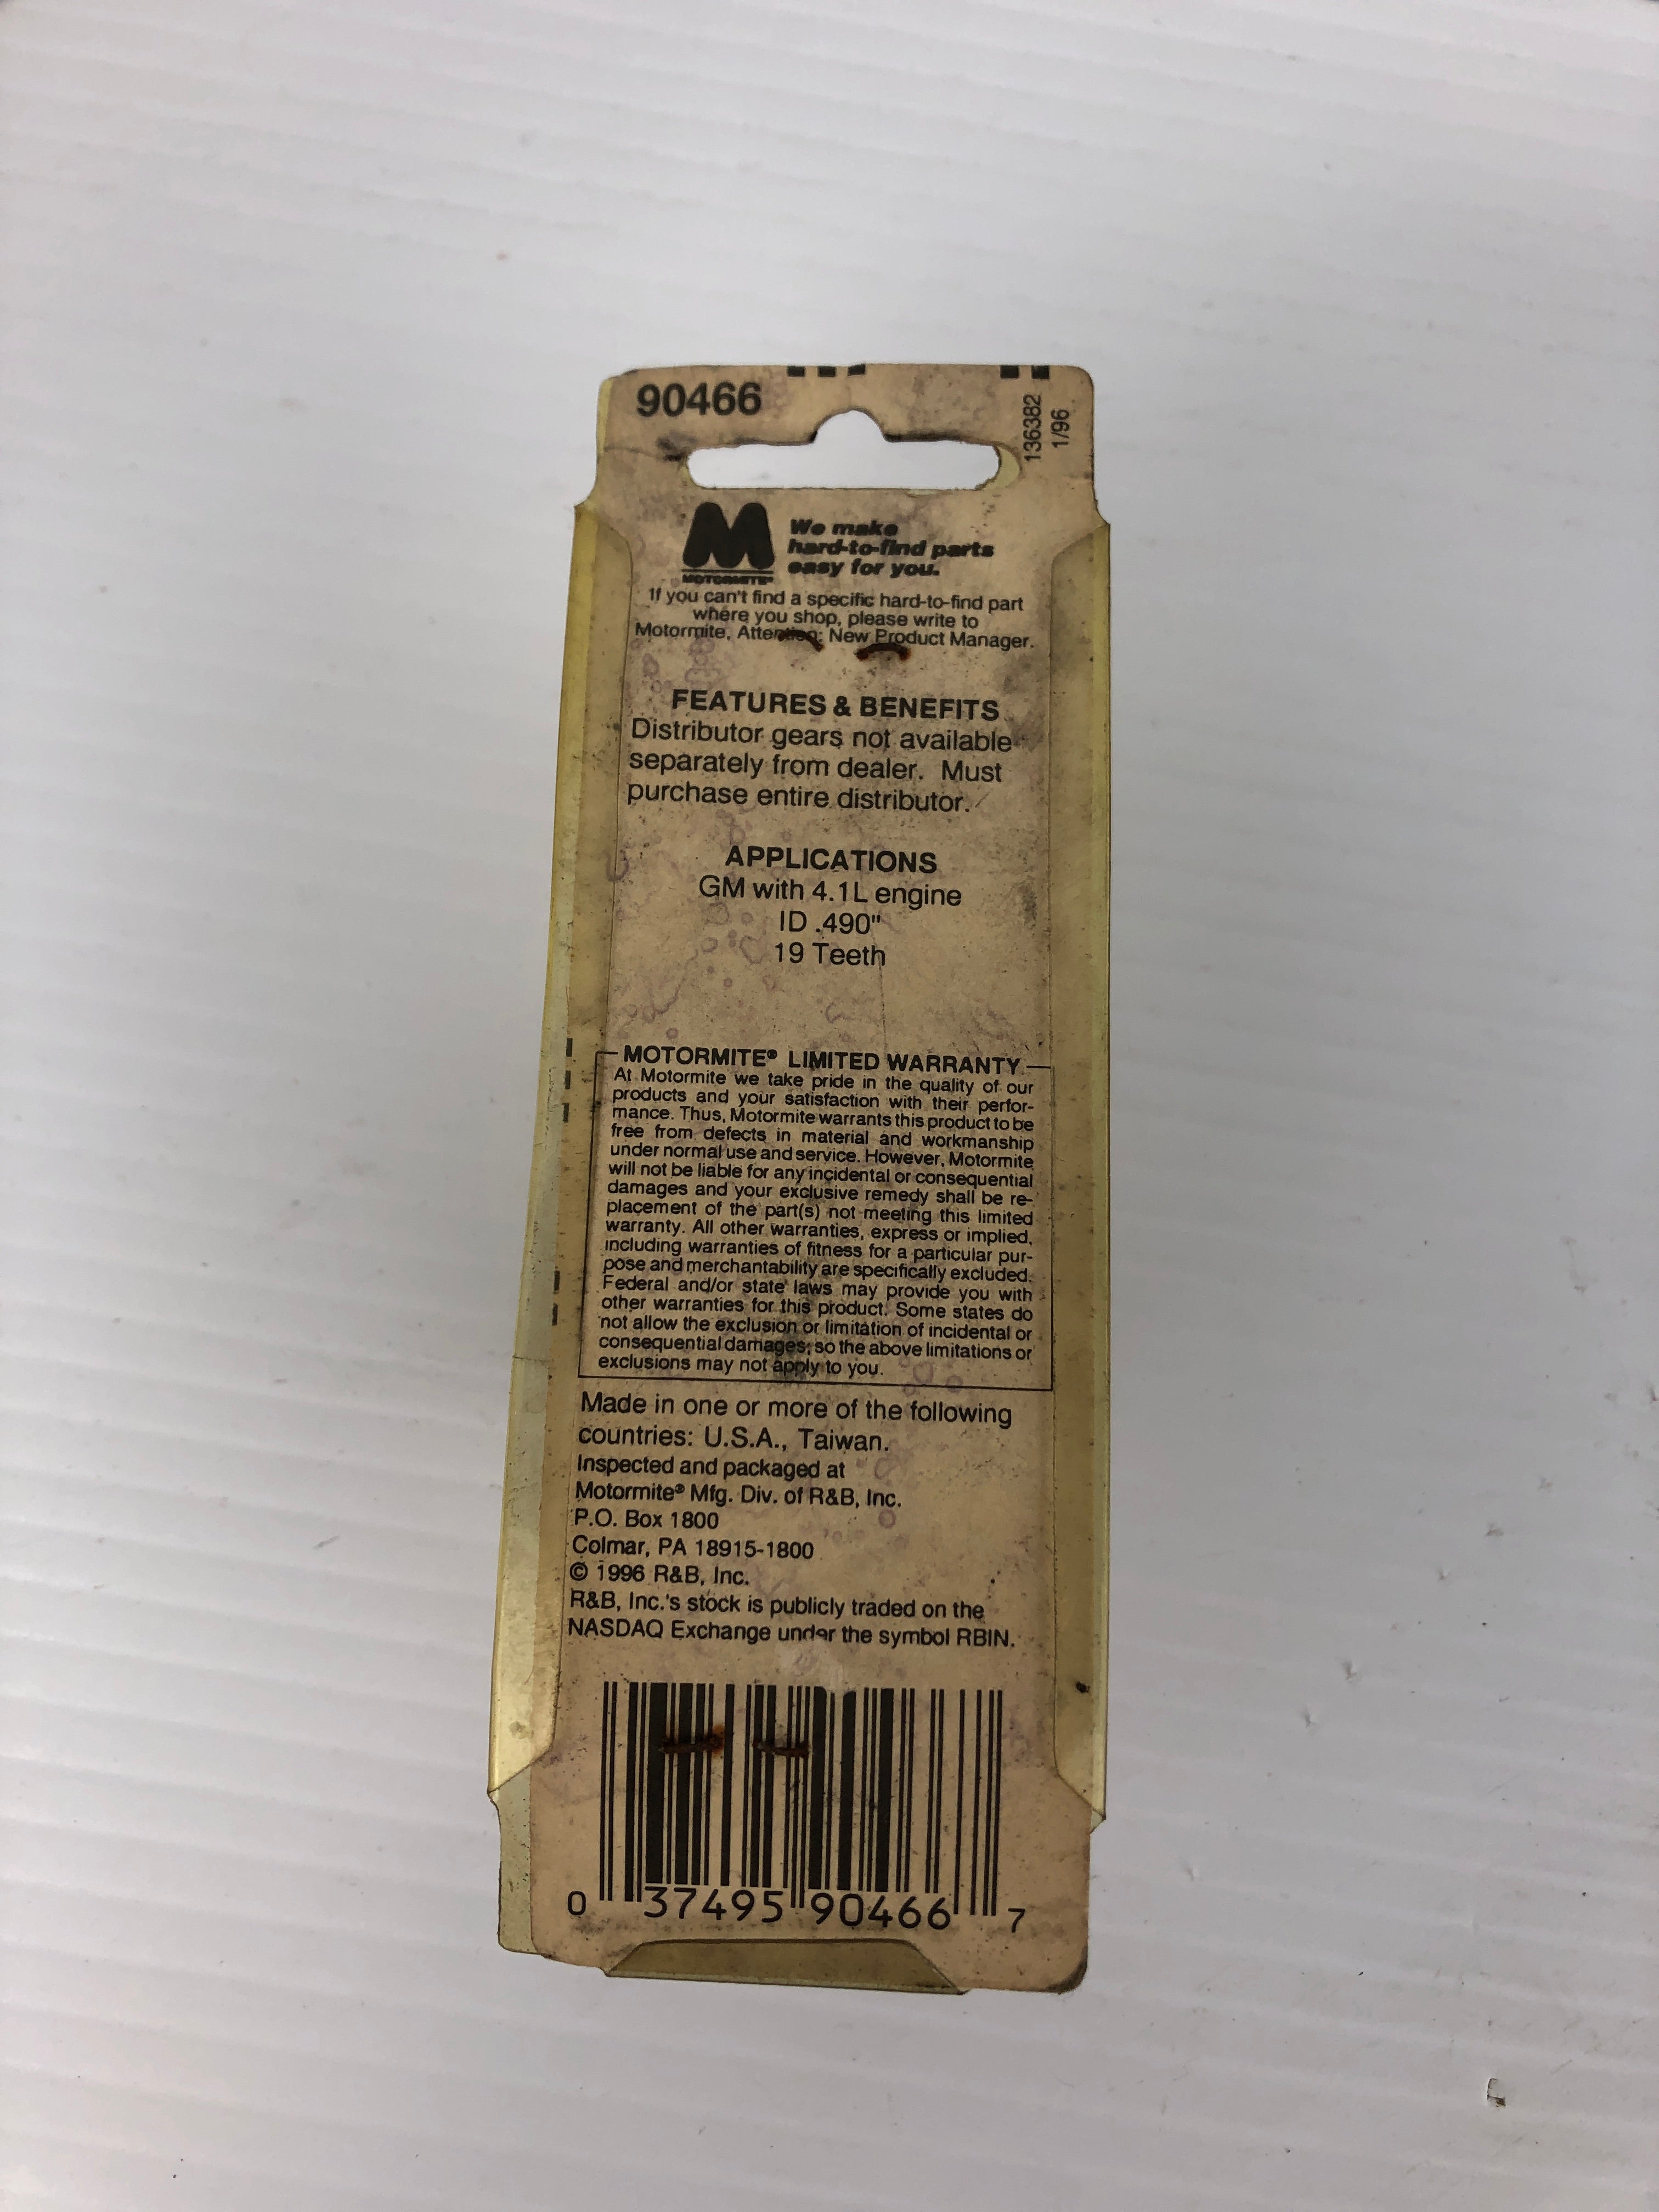 90466
136382
1/96
MOTORMITE®
We make
hard-to-find parts
easy for you.
If you can't find a specific hard-to-find part
where you shop, please write to
Motormite, Attention: New Product Manager.
FEATURES & BENEFITS
Distributor gears not available
separately from dealer. Must
purchase entire distributor.
APPLICATIONS
GM with 4.1L engine
ID .490"
19 Teeth
MOTORMITE® LIMITED WARRANTY
At Motormite we take pride in the quality of our
products and your satisfaction with their perfor-
mance. Thus, Motormite warrants this product to be
free from defects in material and workmanship
under normal use and service. However, Motormite
will not be liable for any incidental or consequential
damages and your exclusive remedy shall be re-
placement of the part(s) not meeting this limited
warranty. All other warranties, express or implied,
including warranties of fitness for a particular pur-
pose and merchantability are specifically excluded.
Federal and/or state laws may provide you with
other warranties for this product. Some states do
not allow the exclusion or limitation of incidental or
consequential damages; so the above limitations or
exclusions may not apply to you.
Made in one or more of the following
countries: U.S.A., Taiwan.
Inspected and packaged at
Motormite® Mfg. Div. of R&B, Inc.
P.O. Box 1800
Colmar, PA 18915-1800
© 1996 R&B, Inc.
R&B, Inc.'s stock is publicly traded on the
NASDAQ Exchange under the symbol RBIN.
0 37495 90466 7